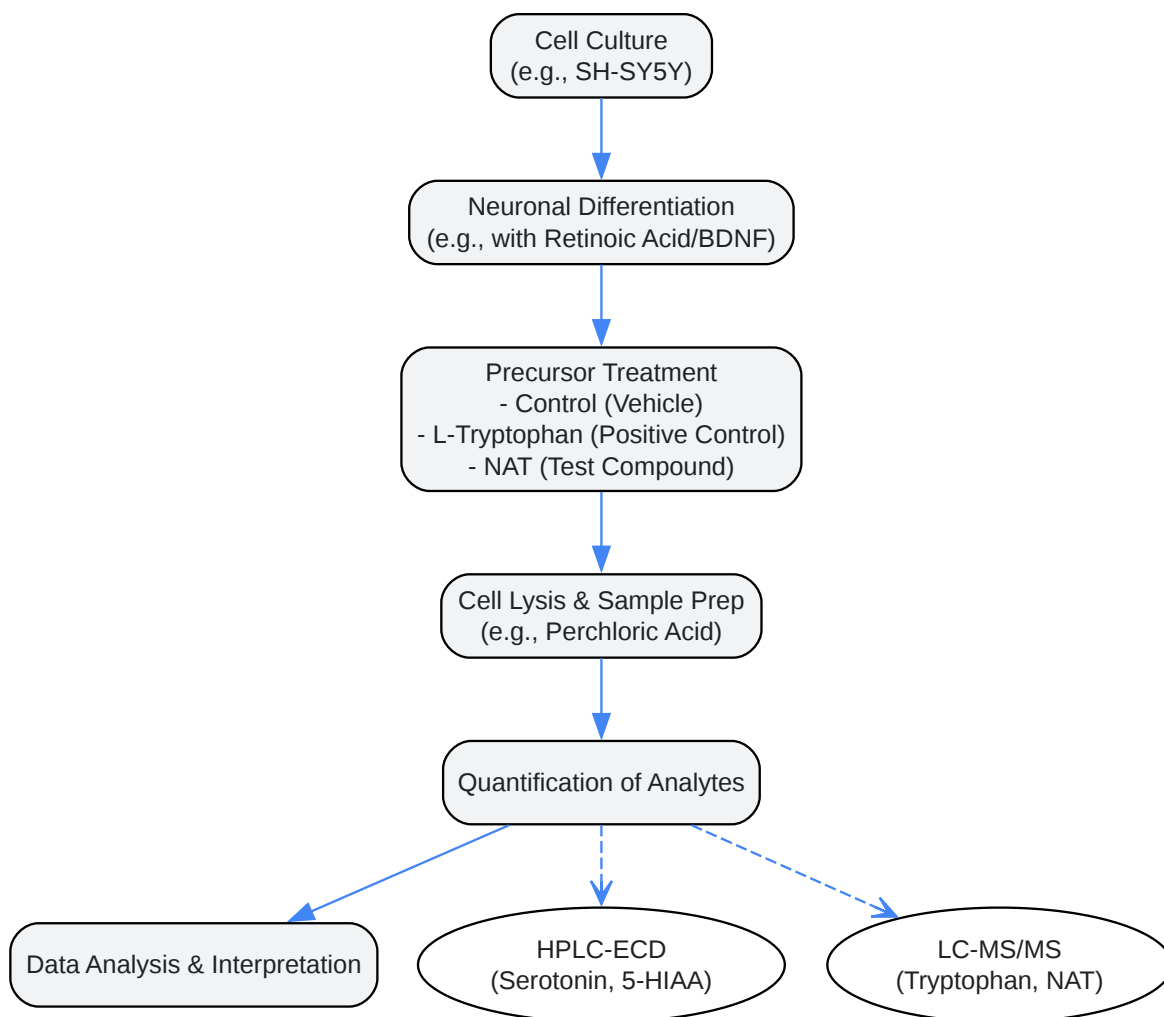 Cell Culture
(e.g., SH-SY5Y)
Neuronal Differentiation
(e.g., with Retinoic Acid/BDNF)
Precursor Treatment
- Control (Vehicle)
- L-Tryptophan (Positive Control)
- NAT (Test Compound)
Cell Lysis & Sample Prep
(e.g., Perchloric Acid)
Quantification of Analytes
Data Analysis & Interpretation
HPLC-ECD
(Serotonin, 5-HIAA)
LC-MS/MS
(Tryptophan, NAT)